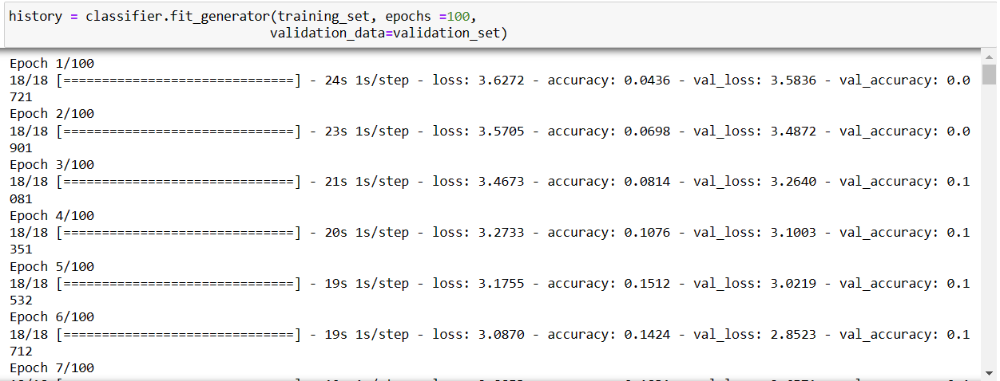 history = classifier.fit_generator(training_set, epochs =100,
validation_data=validation_set)
Epoch 1/100
18/18 [==============================] - 24s 1s/step - loss: 3.6272 - accuracy: 0.0436 - val_loss: 3.5836 - val_accuracy: 0.0
721
Epoch 2/100
18/18 [==============================] - 23s 1s/step - loss: 3.5705 - accuracy: 0.0698 - val_loss: 3.4872 - val_accuracy: 0.0
901
Epoch 3/100
18/18 [==============================] - 21s 1s/step - loss: 3.4673 - accuracy: 0.0814 - val_loss: 3.2640 - val_accuracy: 0.1
081
Epoch 4/100
18/18 [==============================] - 20s 1s/step - loss: 3.2733 - accuracy: 0.1076 - val_loss: 3.1003 - val_accuracy: 0.1
351
Epoch 5/100
18/18 [==============================] - 19s 1s/step - loss: 3.1755 - accuracy: 0.1512 - val_loss: 3.0219 - val_accuracy: 0.1
532
Epoch 6/100
18/18 [==============================] - 19s 1s/step - loss: 3.0870 - accuracy: 0.1424 - val_loss: 2.8523 - val_accuracy: 0.1
712
Epoch 7/100